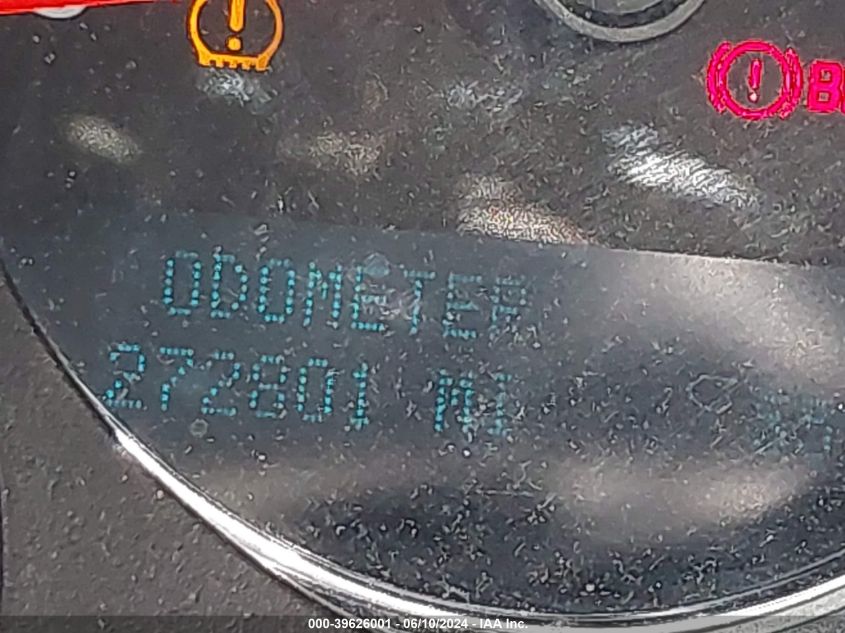 ODOMETER
272801 MI
000-39626001 - 06/10/2024 - IAA Inc.